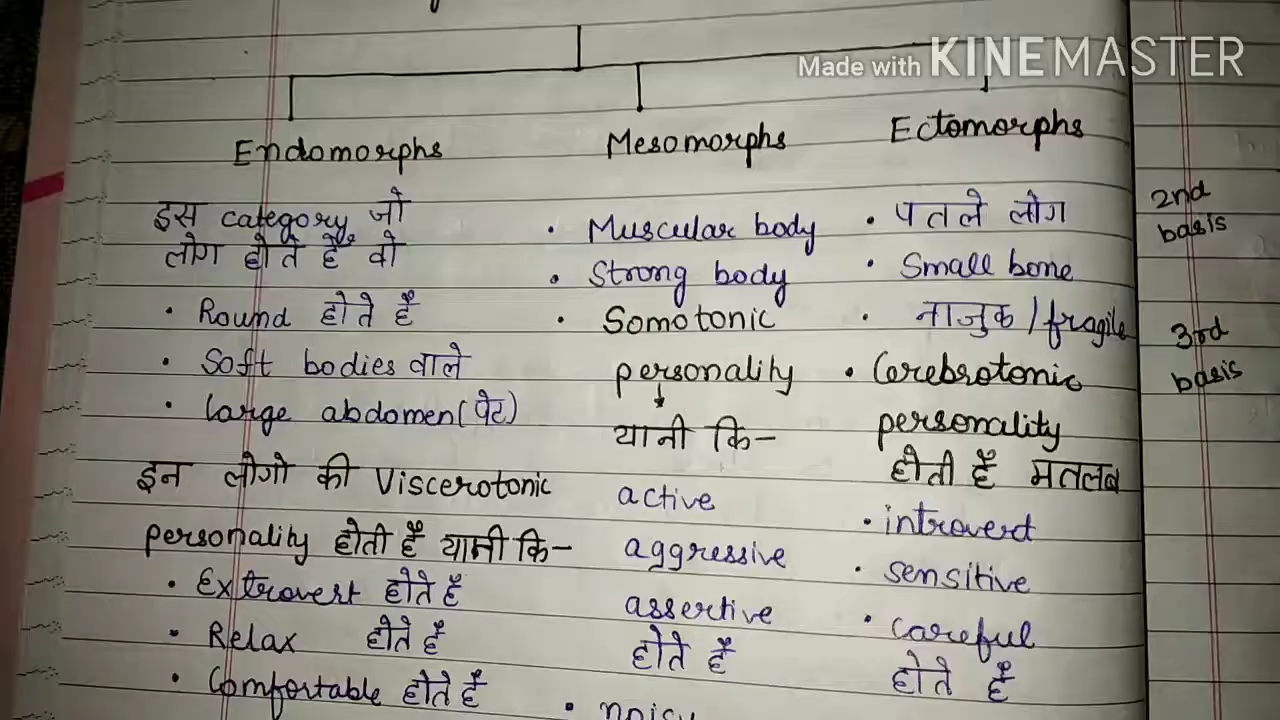 Made with KINEMASTER
Endomorphs
इस category, जो
लोग होते हैं, वो
• Round होते हैं
• Soft bodies वाले
• large abdomen(पेट)
इन लोगो की Viscerotonic
personality होती हैं यानी कि-
• Extrovert होते हैं
• Relax होते हैं
• Comfortable होते हैं
Mesomorphs
• Muscular body
• Strong body
• Somotonic
personality
यानी कि-
active
aggressive
assertive
होते हैं
• noisy
Ectomorphs
• पतले लोग
• Small bone
• नाजुक/fragile
• Cerebrotonic
personality
होती हैं मतलब
• introvert
• sensitive
• careful
होते हैं
2nd
basis
3rd
basis